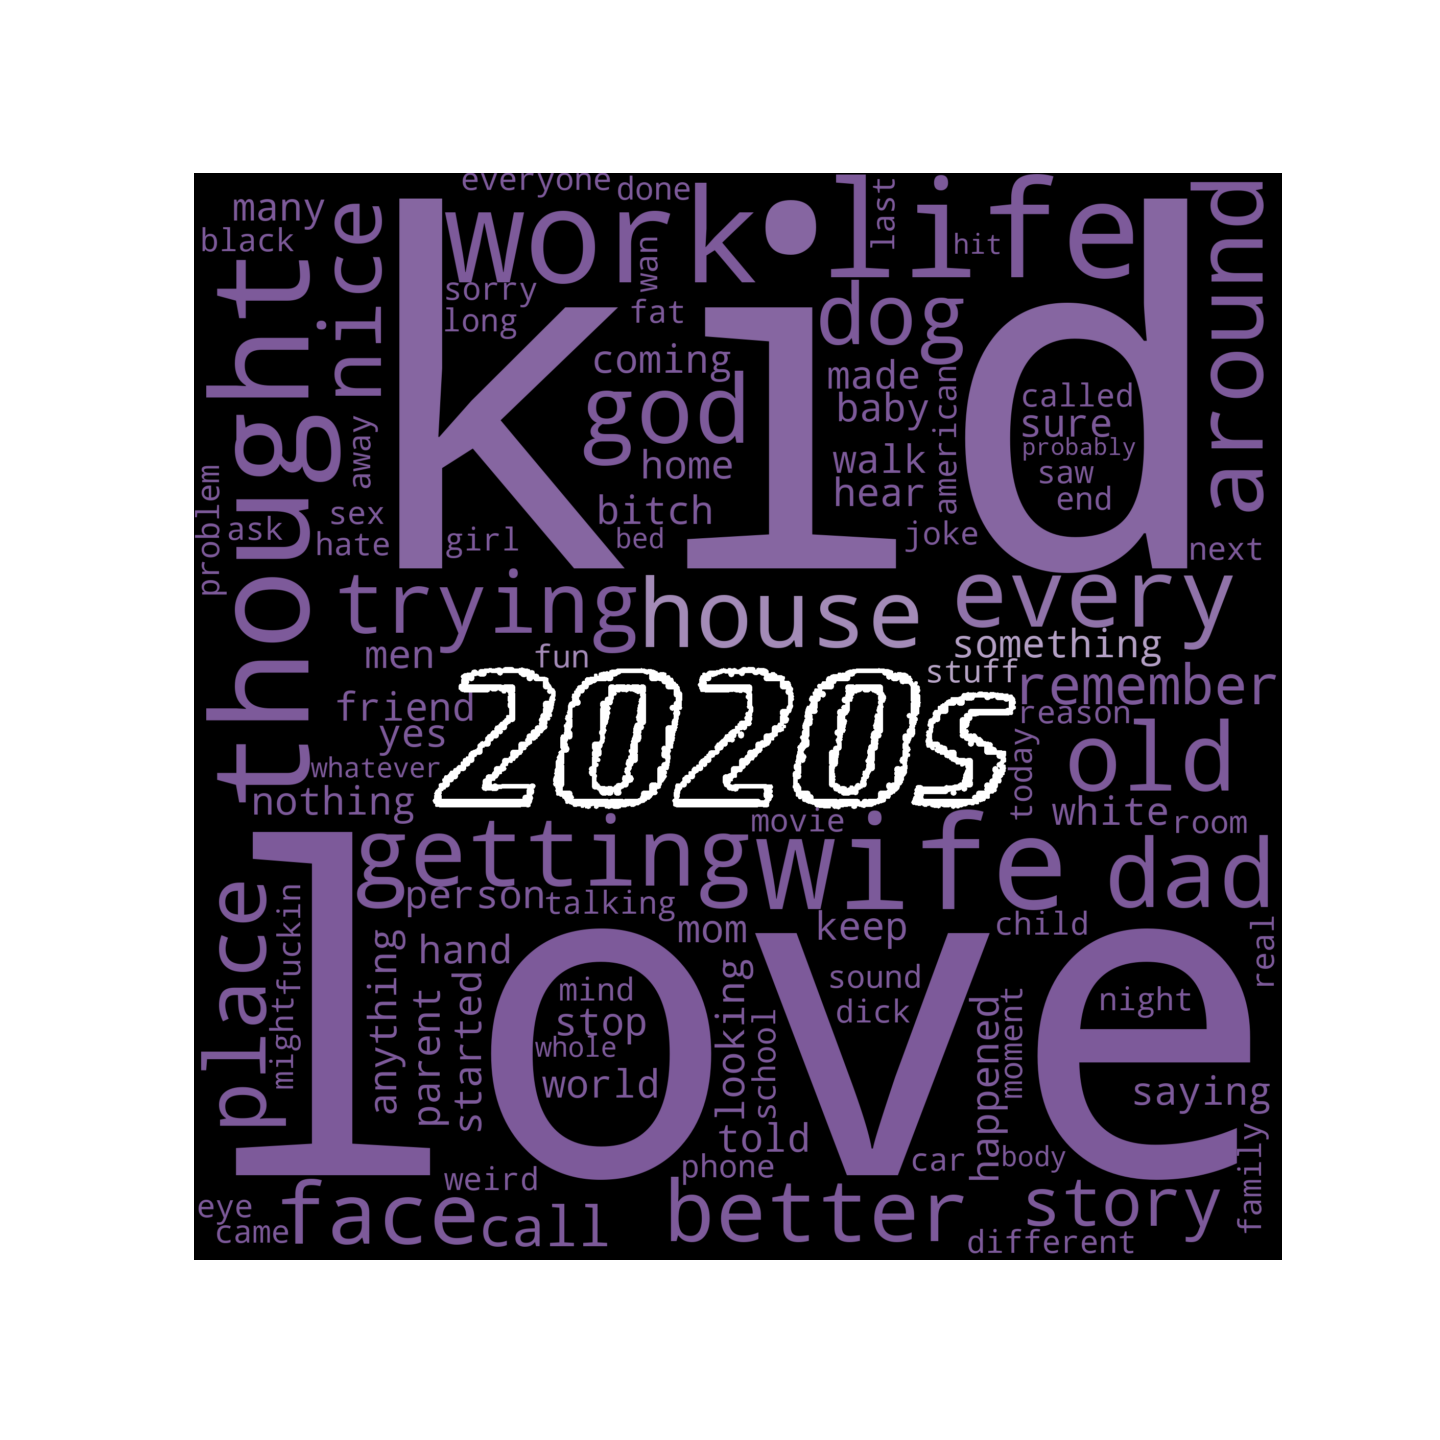 everyone
done
many
black
nice
work
life
last
hit
wan
around
thought
kid
sorry
long
fat
dog
coming
god
home
made
baby
american
called
sure
probably
saw
end
walk
hear
away
problem
ask
sex
hate
girl
bitch
bed
joke
next
trying
house
every
something
men
fun
stuff
remember
2020s
friend
yes
reason
old
today
whatever
nothing
white
room
movie
getting
wife
dad
love
person
talking
mom
keep
child
place
fuckin
might
anything
hand
parent
started
mind
stop
whole
world
looking
school
sound
dick
happened
moment
night
real
saying
told
phone
car
body
family
weird
eye
came
face
call
better
story
different